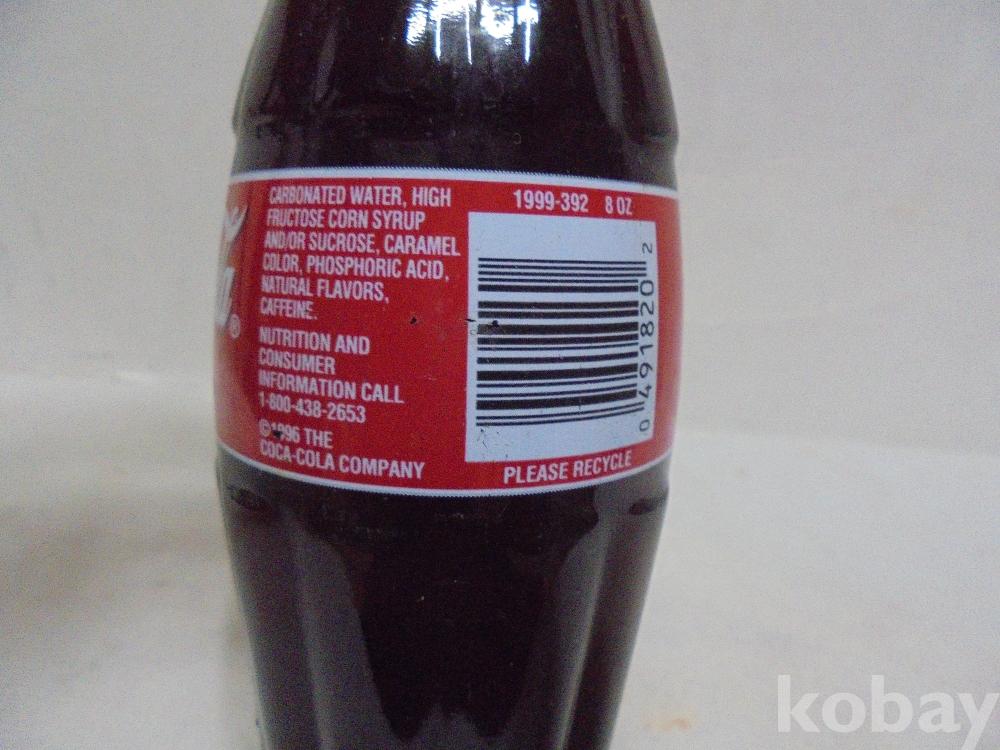 CARBONATED WATER, HIGH
FRUCTOSE CORN SYRUP
AND/OR SUCROSE, CARAMEL
COLOR, PHOSPHORIC ACID,
NATURAL FLAVORS,
CAFFEINE.
NUTRITION AND
CONSUMER
INFORMATION CALL
1-800-438-2653
©1996 THE
COCA-COLA COMPANY
1999-392 8 OZ
0 491820 2
PLEASE RECYCLE
®
kobay